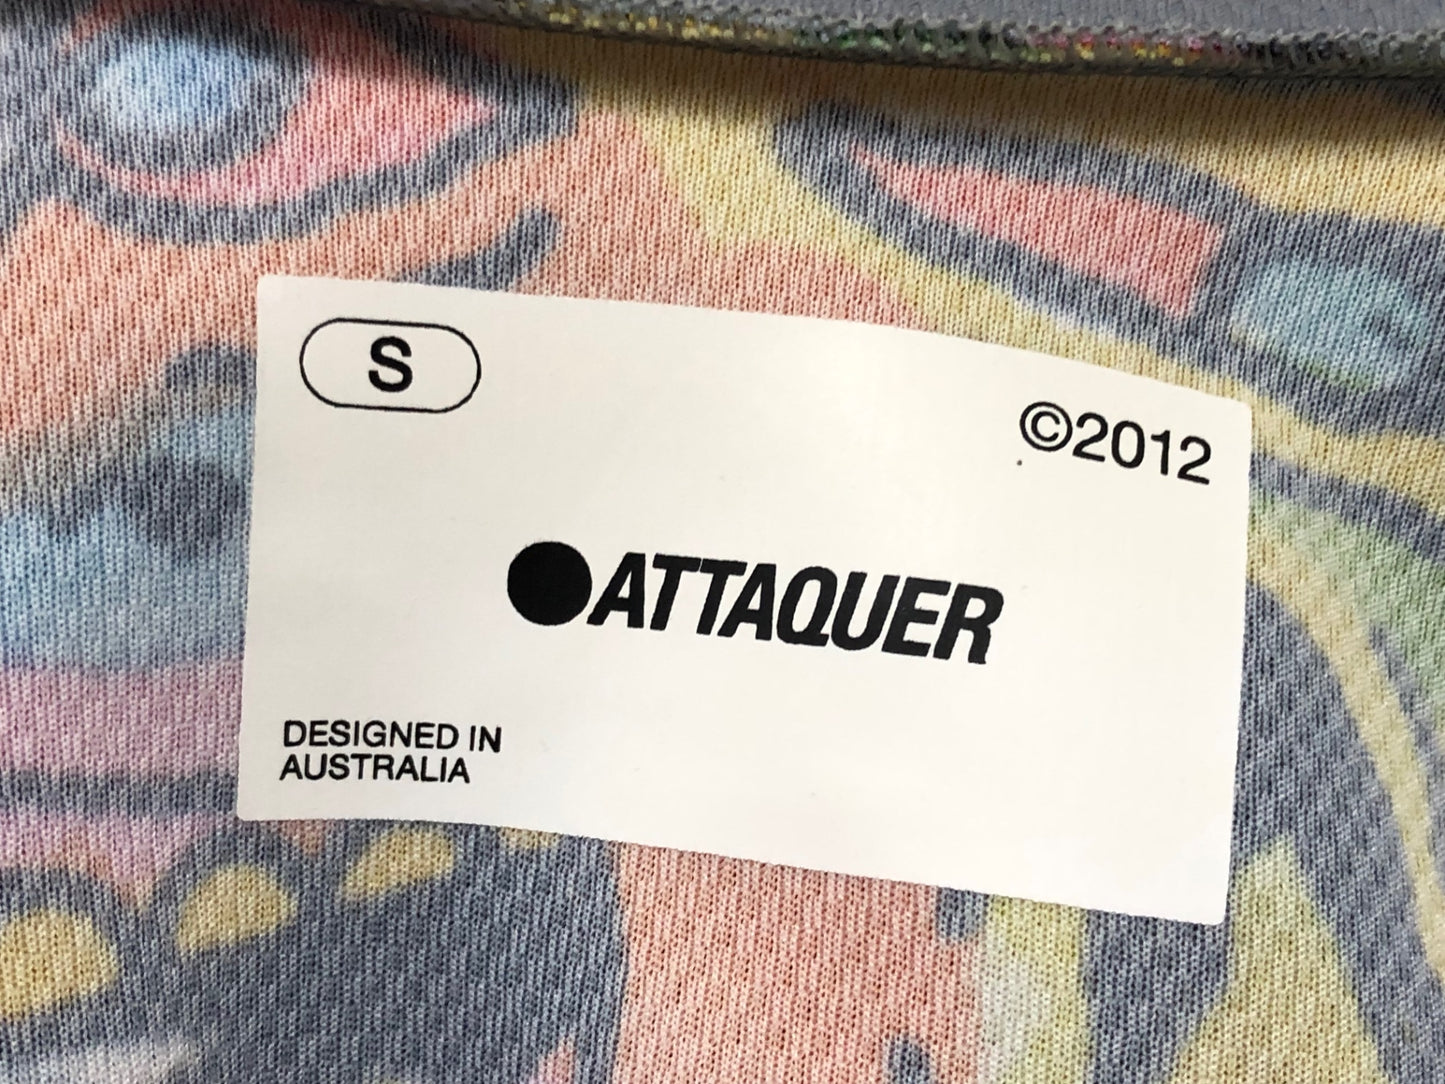 S
©2012
ATTAQUER
DESIGNED IN
AUSTRALIA